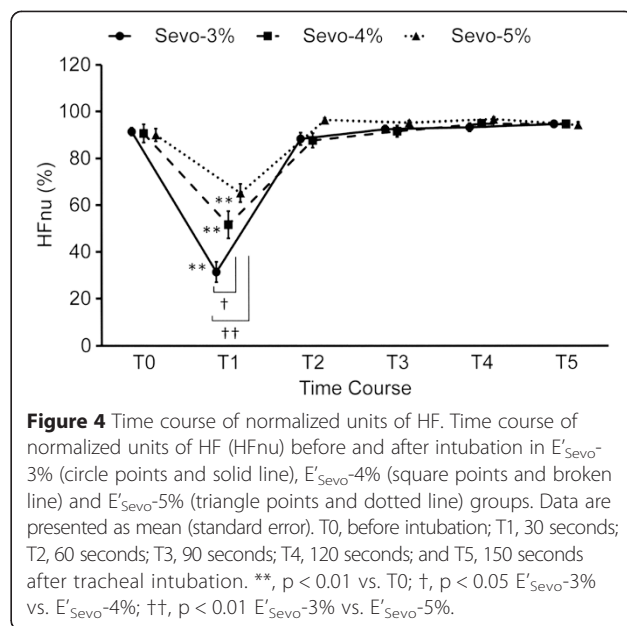 Sevo-3% Sevo-4% Sevo-5%
120
100
80
60
40
20
0
HFnu (%)
**
**
**
†
††
T0 T1 T2 T3 T4 T5
Time Course
Figure 4 Time course of normalized units of HF. Time course of
normalized units of HF (HFnu) before and after intubation in E'Sevo-
3% (circle points and solid line), E'Sevo-4% (square points and broken
line) and E'Sevo-5% (triangle points and dotted line) groups. Data are
presented as mean (standard error). T0, before intubation; T1, 30 seconds;
T2, 60 seconds; T3, 90 seconds; T4, 120 seconds; and T5, 150 seconds
after tracheal intubation. **, p < 0.01 vs. T0; †, p < 0.05 E'Sevo-3%
vs. E'Sevo-4%; ††, p < 0.01 E'Sevo-3% vs. E'Sevo-5%.